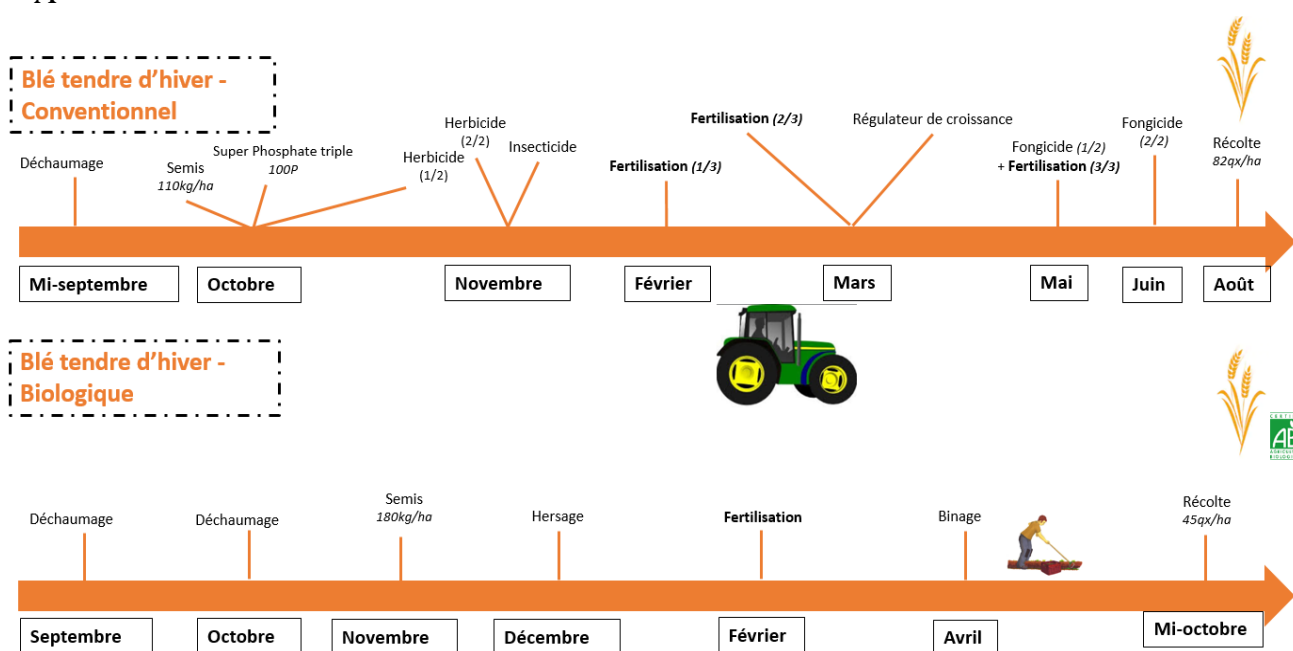 Blé tendre d'hiver -
Conventionnel
Déchaumage
Semis
110kg/ha
Super Phosphate triple
100P
Herbicide
(1/2)
Herbicide
(2/2)
Insecticide
Fertilisation (1/3)
Fertilisation (2/3)
Régulateur de croissance
Fongicide (1/2)
+ Fertilisation (3/3)
Fongicide
(2/2)
Récolte
82qx/ha
Mi-septembre
Octobre
Novembre
Février
Mars
Mai
Juin
Août
Blé tendre d'hiver -
Biologique
AB
Déchaumage
Déchaumage
Semis
180kg/ha
Hersage
Fertilisation
Binage
Récolte
45qx/ha
Septembre
Octobre
Novembre
Décembre
Février
Avril
Mi-octobre